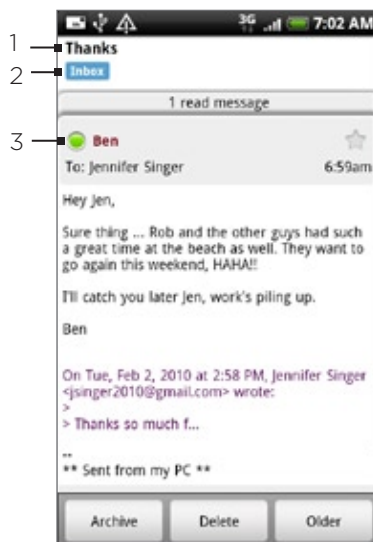 3G 7:02 AM
1 Thanks
2 Inbox
1 read message
3 Ben
To: Jennifer Singer 6:59am
Hey Jen,
Sure thing ... Rob and the other guys had such
a great time at the beach as well. They want to
go again this weekend, HAHA!!
I'll catch you later Jen, work's piling up.
Ben
On Tue, Feb 2, 2010 at 2:58 PM, Jennifer Singer
<jsinger2010@gmail.com> wrote:
>
> Thanks so much f...
--
** Sent from my PC **
Archive Delete Older